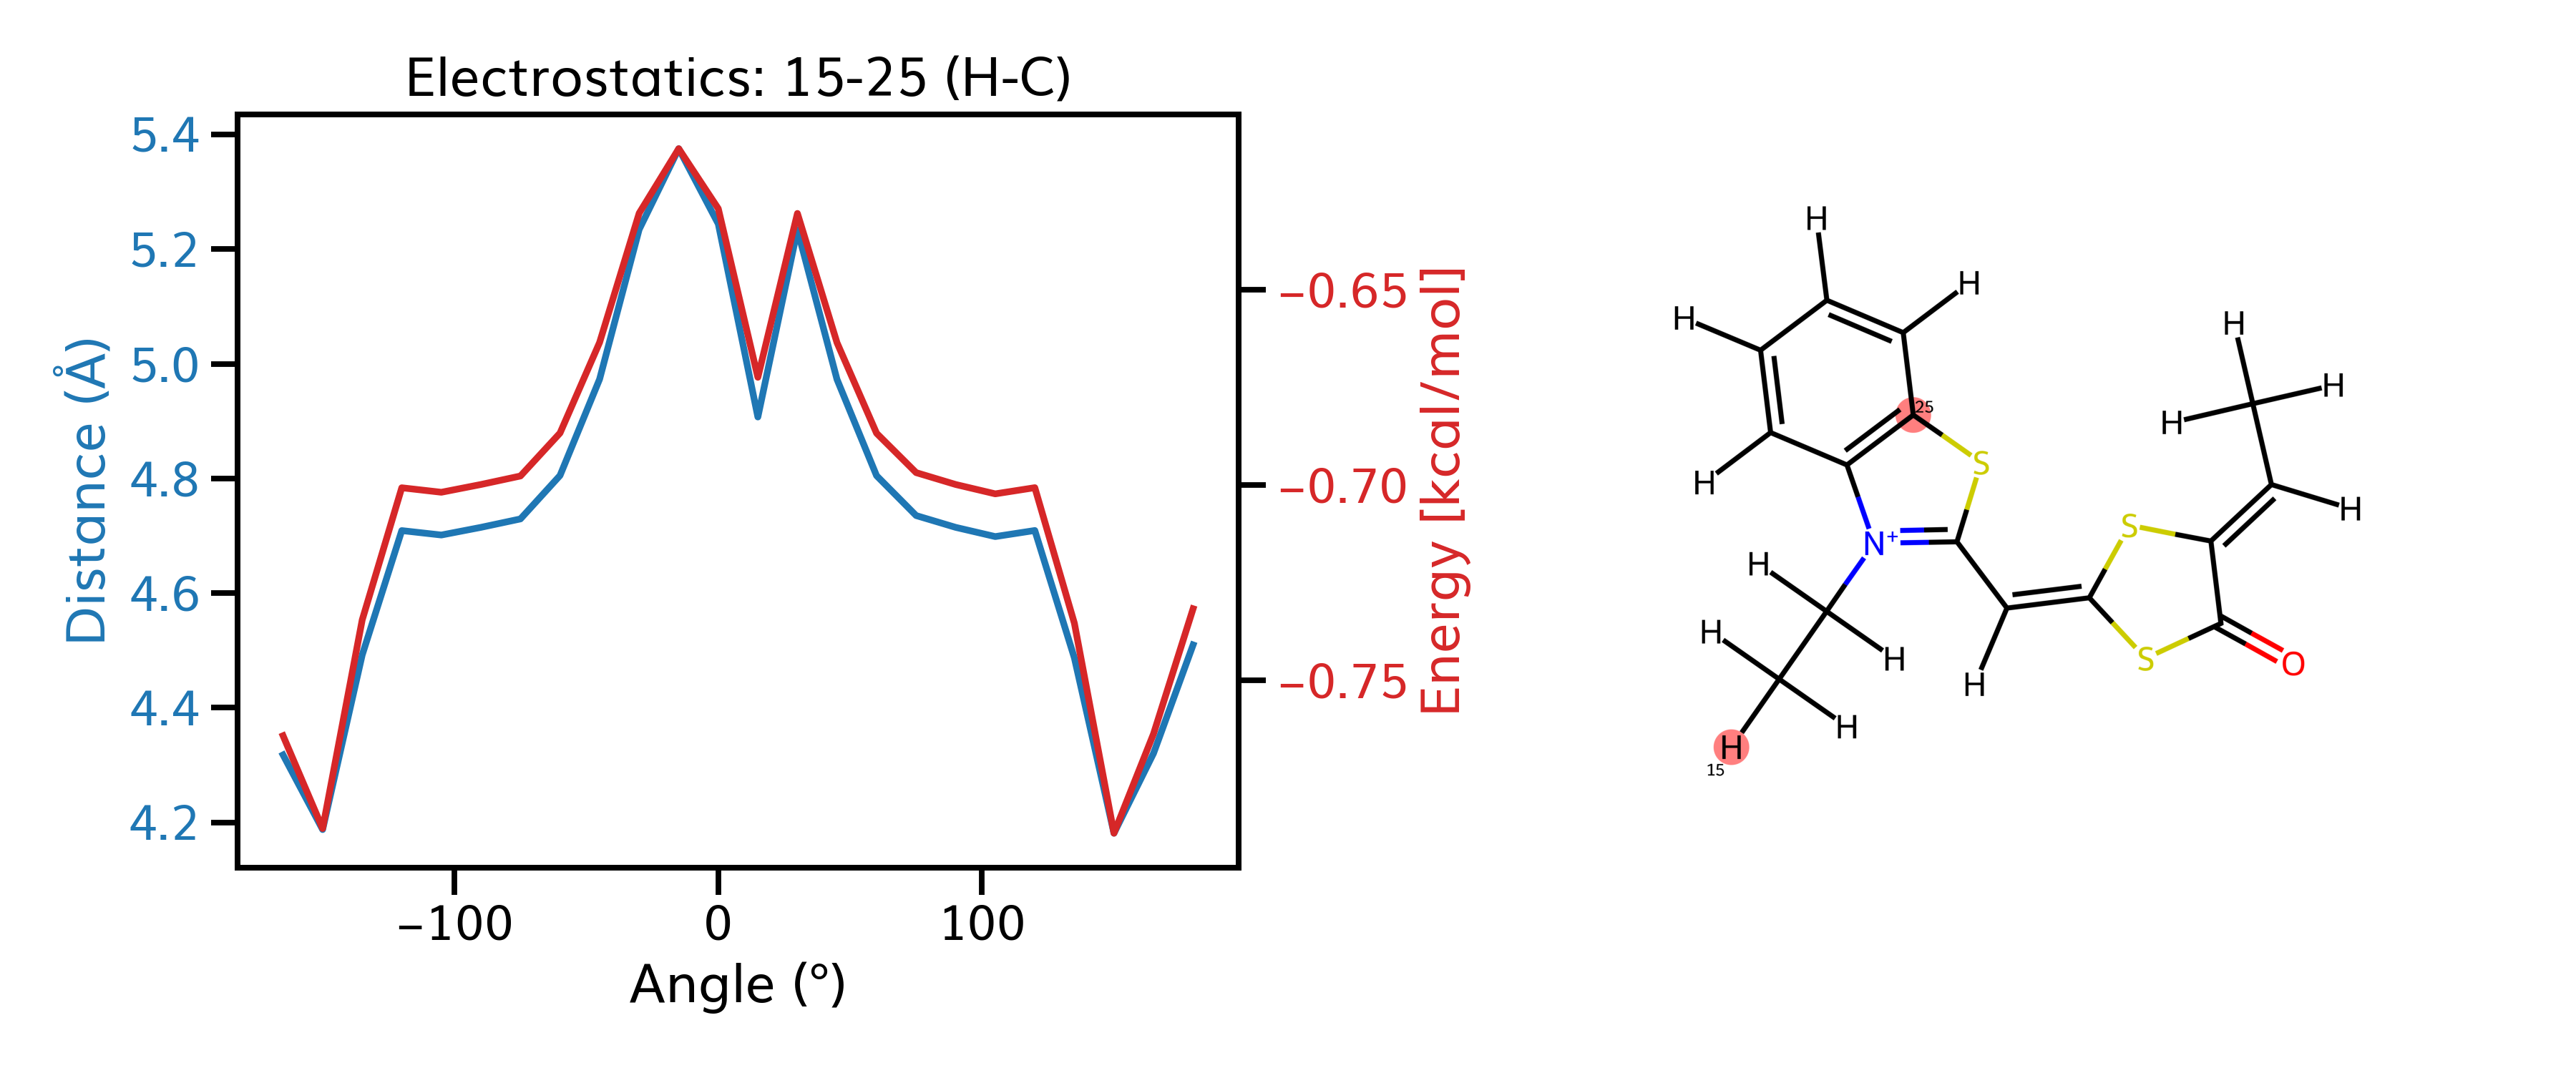 Electrostatics: 15-25 (H-C)
5.4
5.2
5.0
4.8
4.6
4.4
4.2
Distance (Å)
−0.65
−0.70
−0.75
Energy [kcal/mol]
−100 0 100
Angle (°)
H
H
H
H
H
H
H
25
S
H
H
S
N⁺
H
H
H
S
O
H
H
H
15